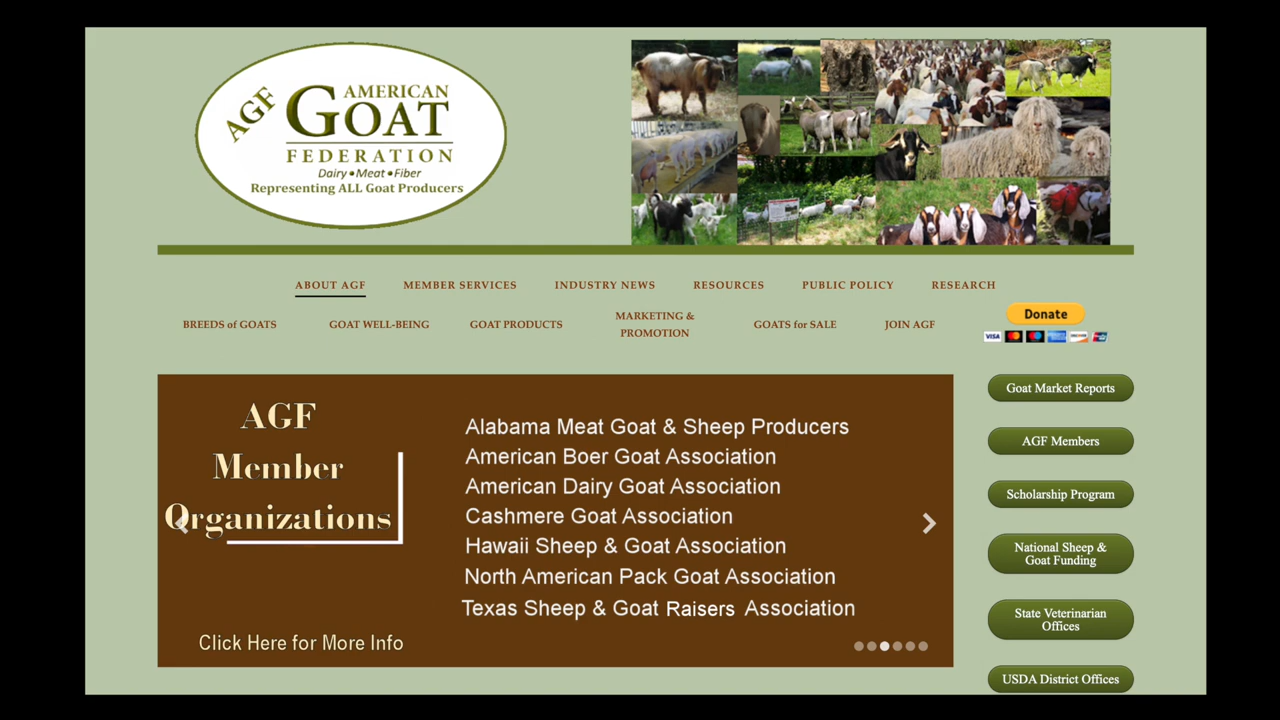 AGF
AMERICAN
GOAT
FEDERATION
Dairy • Meat • Fiber
Representing ALL Goat Producers
ABOUT AGF
MEMBER SERVICES
INDUSTRY NEWS
RESOURCES
PUBLIC POLICY
RESEARCH
BREEDS of GOATS
GOAT WELL-BEING
GOAT PRODUCTS
MARKETING &
PROMOTION
GOATS for SALE
JOIN AGF
Donate
VISA
AGF
Member
Organizations
Alabama Meat Goat & Sheep Producers
American Boer Goat Association
American Dairy Goat Association
Cashmere Goat Association
Hawaii Sheep & Goat Association
North American Pack Goat Association
Texas Sheep & Goat Raisers Association
Click Here for More Info
Goat Market Reports
AGF Members
Scholarship Program
National Sheep &
Goat Funding
State Veterinarian
Offices
USDA District Offices